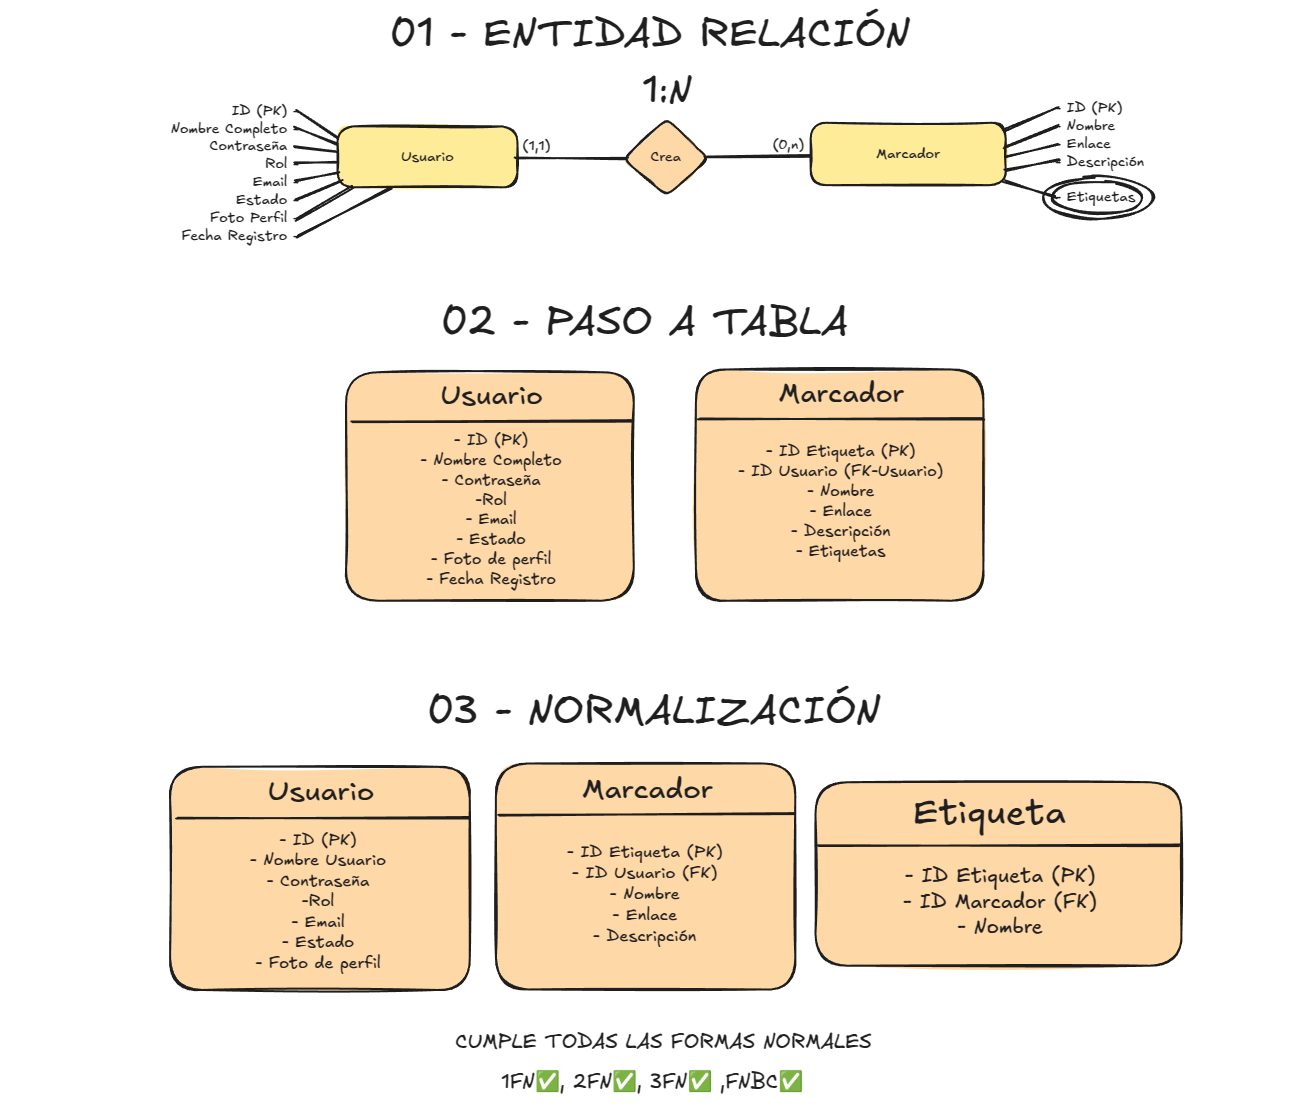 01 - ENTIDAD RELACIÓN
1:N
ID (PK)
Nombre Completo
Contraseña
Rol
Email
Estado
Foto Perfil
Fecha Registro
Usuario
(1,1)
Crea
(0,n)
Marcador
ID (PK)
Nombre
Enlace
Descripción
Etiquetas
02 - PASO A TABLA
Usuario
- ID (PK)
- Nombre Completo
- Contraseña
-Rol
- Email
- Estado
- Foto de perfil
- Fecha Registro
Marcador
- ID Etiqueta (PK)
- ID Usuario (FK-Usuario)
- Nombre
- Enlace
- Descripción
- Etiquetas
03 - NORMALIZACIÓN
Usuario
- ID (PK)
- Nombre Usuario
- Contraseña
-Rol
- Email
- Estado
- Foto de perfil
Marcador
- ID Etiqueta (PK)
- ID Usuario (FK)
- Nombre
- Enlace
- Descripción
Etiqueta
- ID Etiqueta (PK)
- ID Marcador (FK)
- Nombre
CUMPLE TODAS LAS FORMAS NORMALES
1FN✅, 2FN✅, 3FN✅ ,FNBC✅